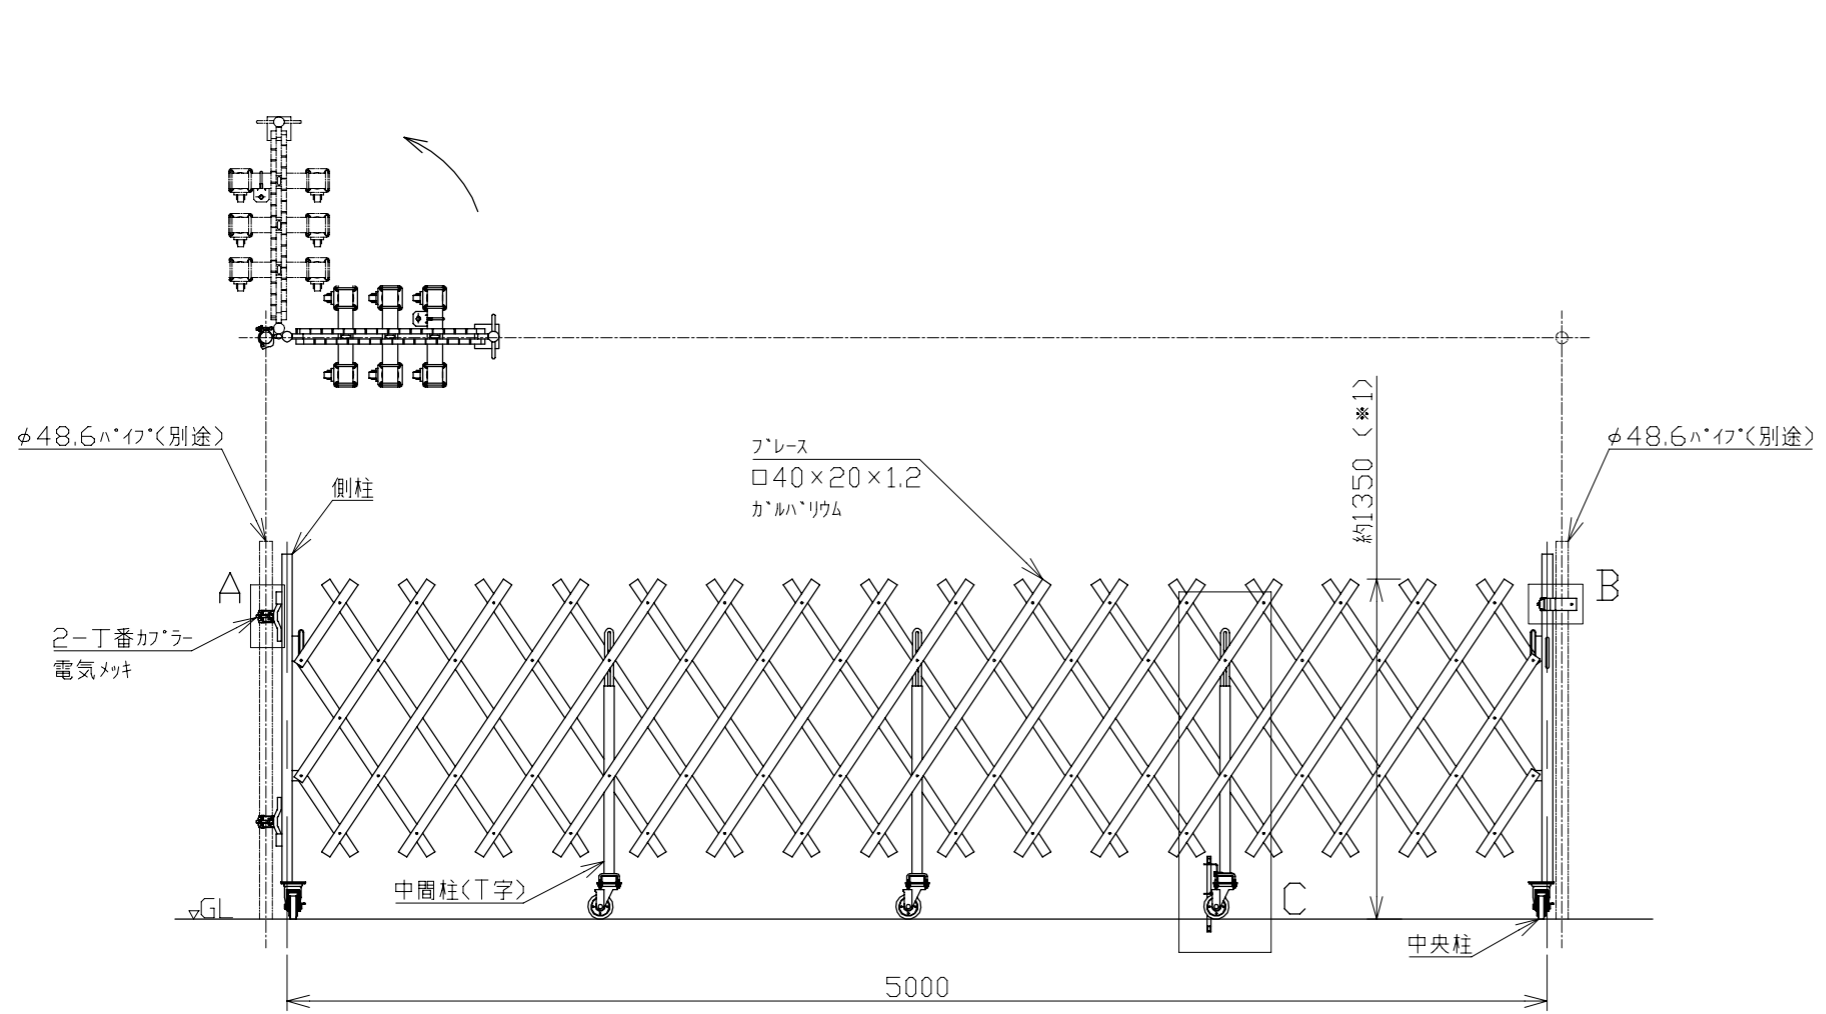 φ48.6パイプ(別途)
ブレース
□40×20×1.2
ガルバリウム
約1350(※1)
φ48.6パイプ(別途)
側柱
A
B
2-丁番カプラー
電気メッキ
中間柱(T字)
C
▽GL
中央柱
5000